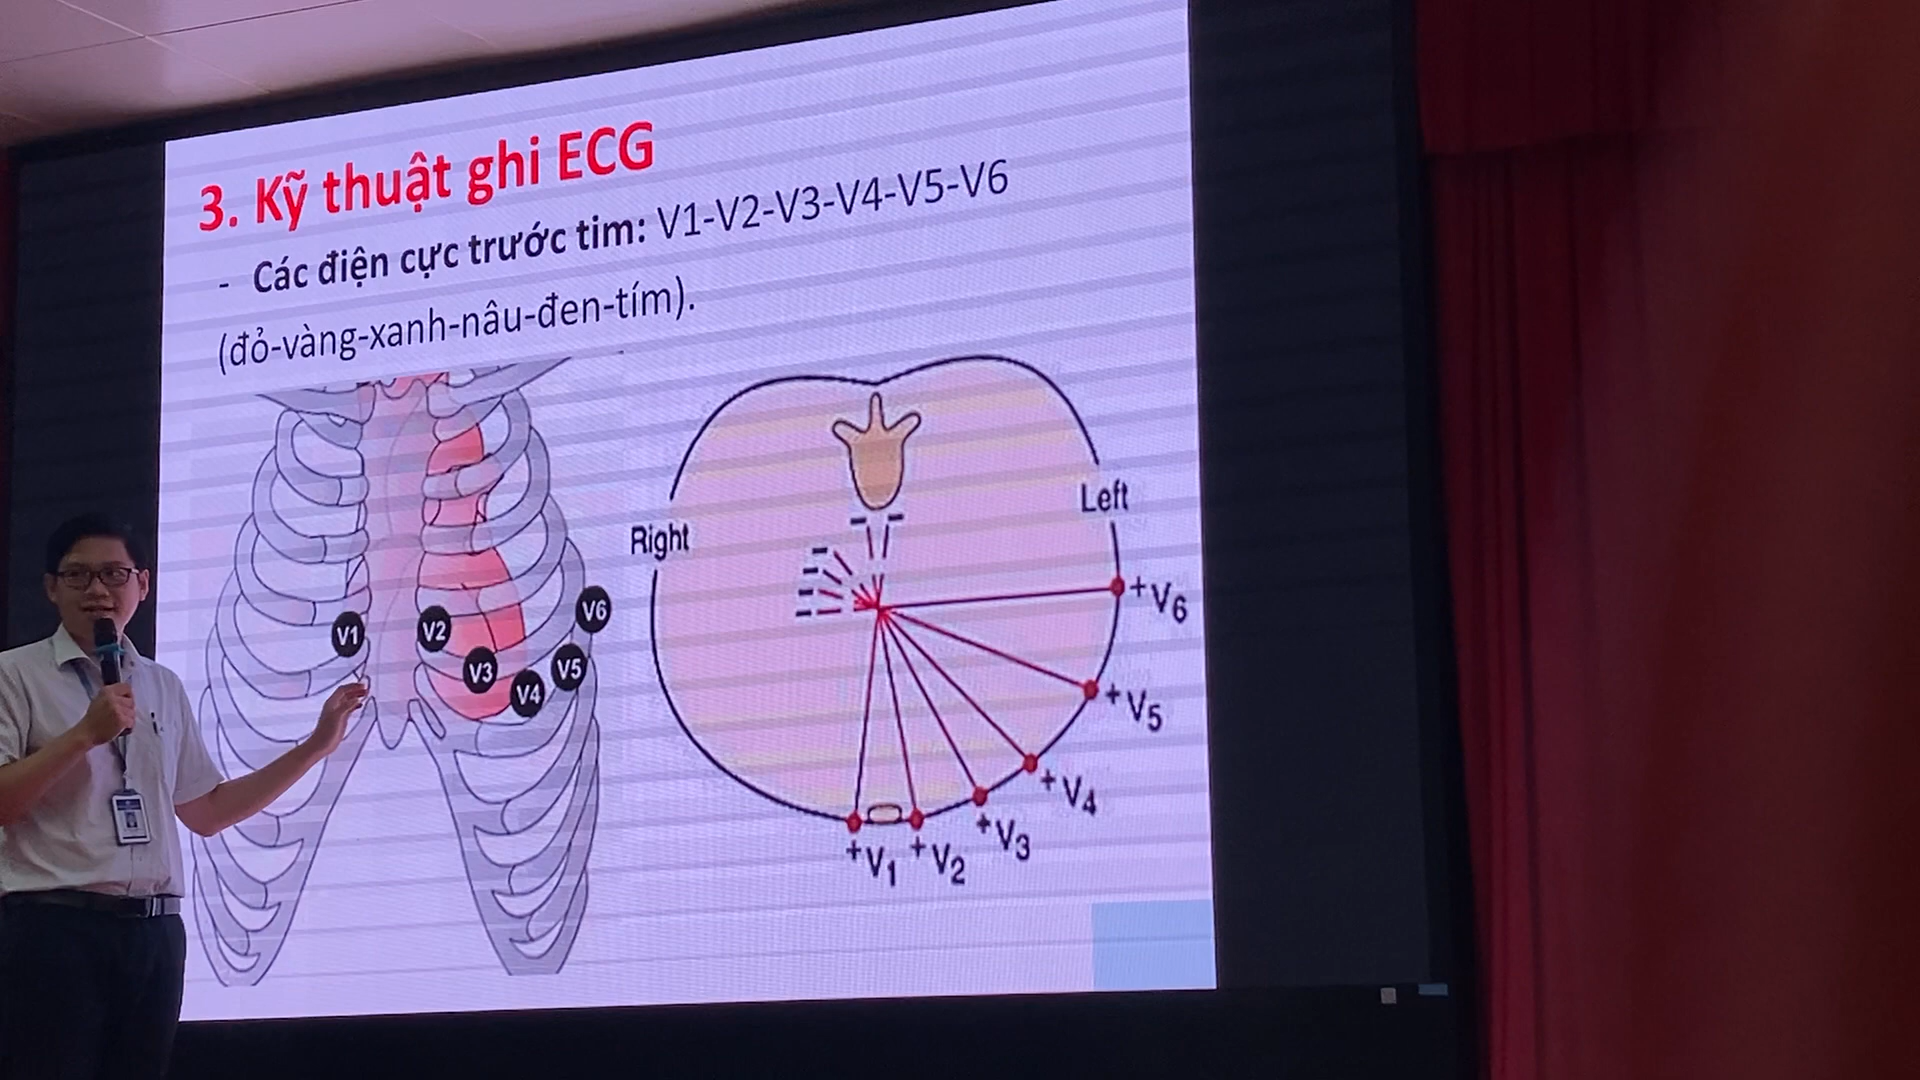 3. Kỹ thuật ghi ECG
- Các điện cực trước tim: V1-V2-V3-V4-V5-V6
(đỏ-vàng-xanh-nâu-đen-tím).
V1
V2
V3
V4
V5
V6
Right
Left
+V6
+V5
+V4
+V3
+V1 +V2